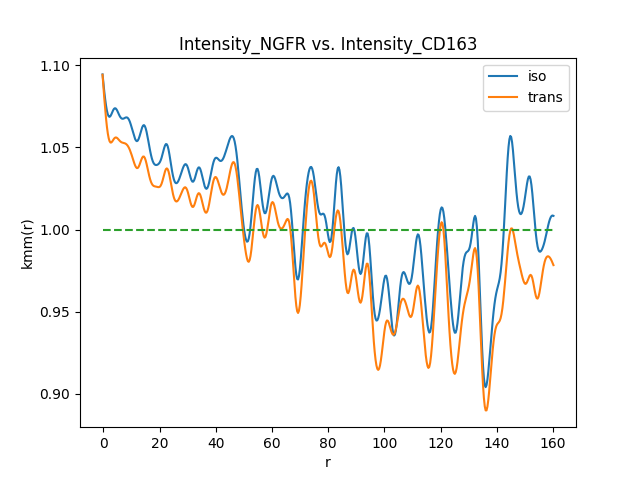 Intensity_NGFR vs. Intensity_CD163
kmm(r)
1.10
1.05
1.00
0.95
0.90
iso
trans
0 20 40 60 80 100 120 140 160
r